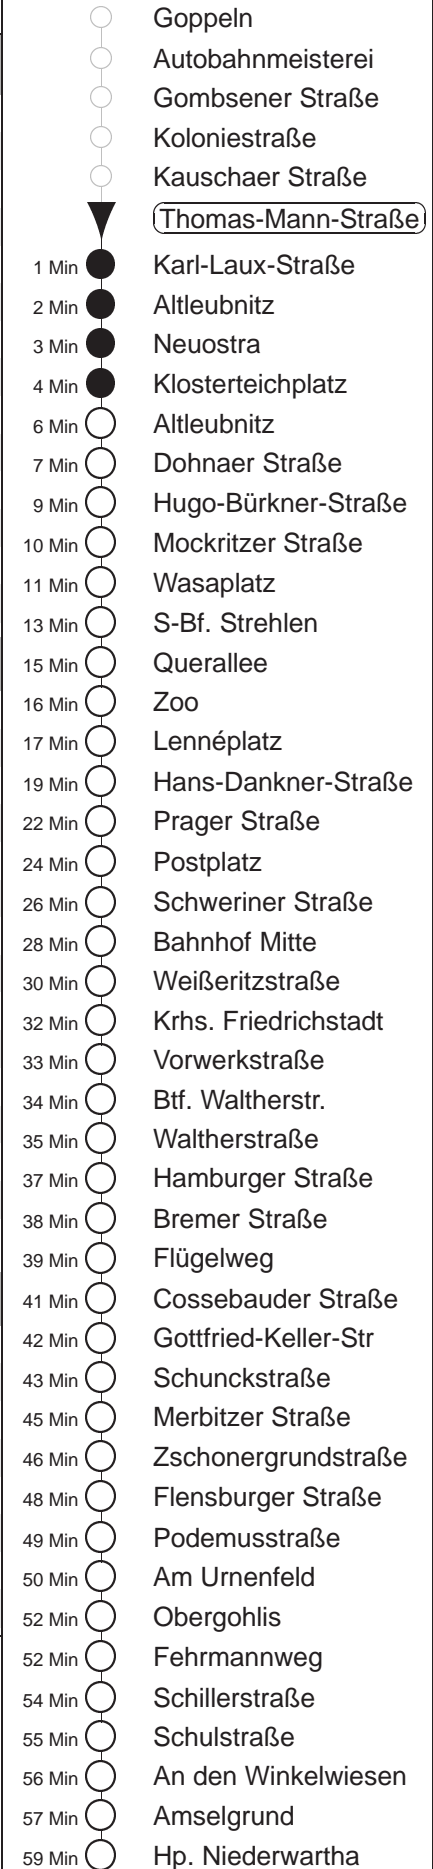 Goppeln
Autobahnmeisterei
Gombsener Straße
Koloniestraße
Kauschaer Straße
Thomas-Mann-Straße
1 Min Karl-Laux-Straße
2 Min Altleubnitz
3 Min Neuostra
4 Min Klosterteichplatz
6 Min Altleubnitz
7 Min Dohnaer Straße
9 Min Hugo-Bürkner-Straße
10 Min Mockritzer Straße
11 Min Wasaplatz
13 Min S-Bf. Strehlen
15 Min Querallee
16 Min Zoo
17 Min Lennéplatz
19 Min Hans-Dankner-Straße
22 Min Prager Straße
24 Min Postplatz
26 Min Schweriner Straße
28 Min Bahnhof Mitte
30 Min Weißeritzstraße
32 Min Krhs. Friedrichstadt
33 Min Vorwerkstraße
34 Min Btf. Waltherstr.
35 Min Waltherstraße
37 Min Hamburger Straße
38 Min Bremer Straße
39 Min Flügelweg
41 Min Cossebauder Straße
42 Min Gottfried-Keller-Str
43 Min Schunckstraße
45 Min Merbitzer Straße
46 Min Zschonergrundstraße
48 Min Flensburger Straße
49 Min Podemusstraße
50 Min Am Urnenfeld
52 Min Obergohlis
52 Min Fehrmannweg
54 Min Schillerstraße
55 Min Schulstraße
56 Min An den Winkelwiesen
57 Min Amselgrund
59 Min Hp. Niederwartha